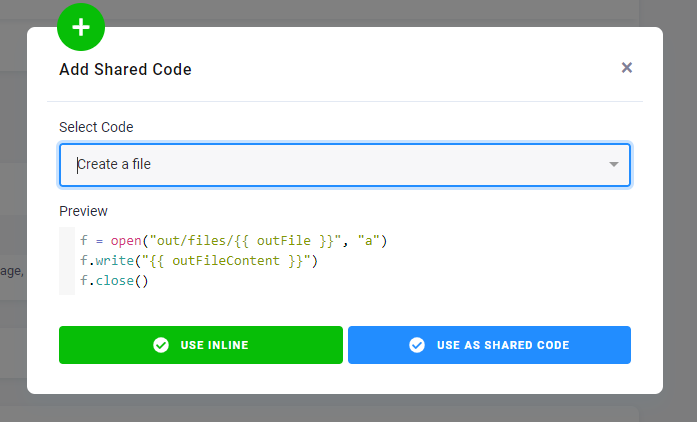 Add Shared Code
×
Select Code
Create a file
Preview
f = open("out/files/{{ outFile }}", "a")
f.write("{{ outFileContent }}")
f.close()
age,
USE INLINE
USE AS SHARED CODE